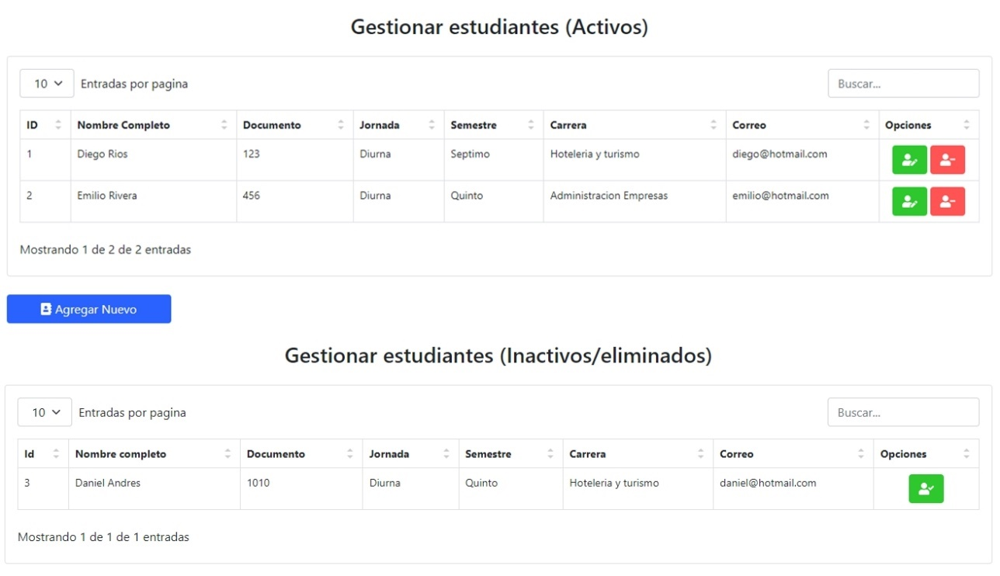 Gestionar estudiantes (Activos)
10 Entradas por pagina Buscar...
ID Nombre Completo Documento Jornada Semestre Carrera Correo Opciones
1 Diego Rios 123 Diurna Septimo Hoteleria y turismo diego@hotmail.com
2 Emilio Rivera 456 Diurna Quinto Administracion Empresas emilio@hotmail.com
Mostrando 1 de 2 de 2 entradas
Agregar Nuevo
Gestionar estudiantes (Inactivos/eliminados)
10 Entradas por pagina Buscar...
Id Nombre completo Documento Jornada Semestre Carrera Correo Opciones
3 Daniel Andres 1010 Diurna Quinto Hoteleria y turismo daniel@hotmail.com
Mostrando 1 de 1 de 1 entradas